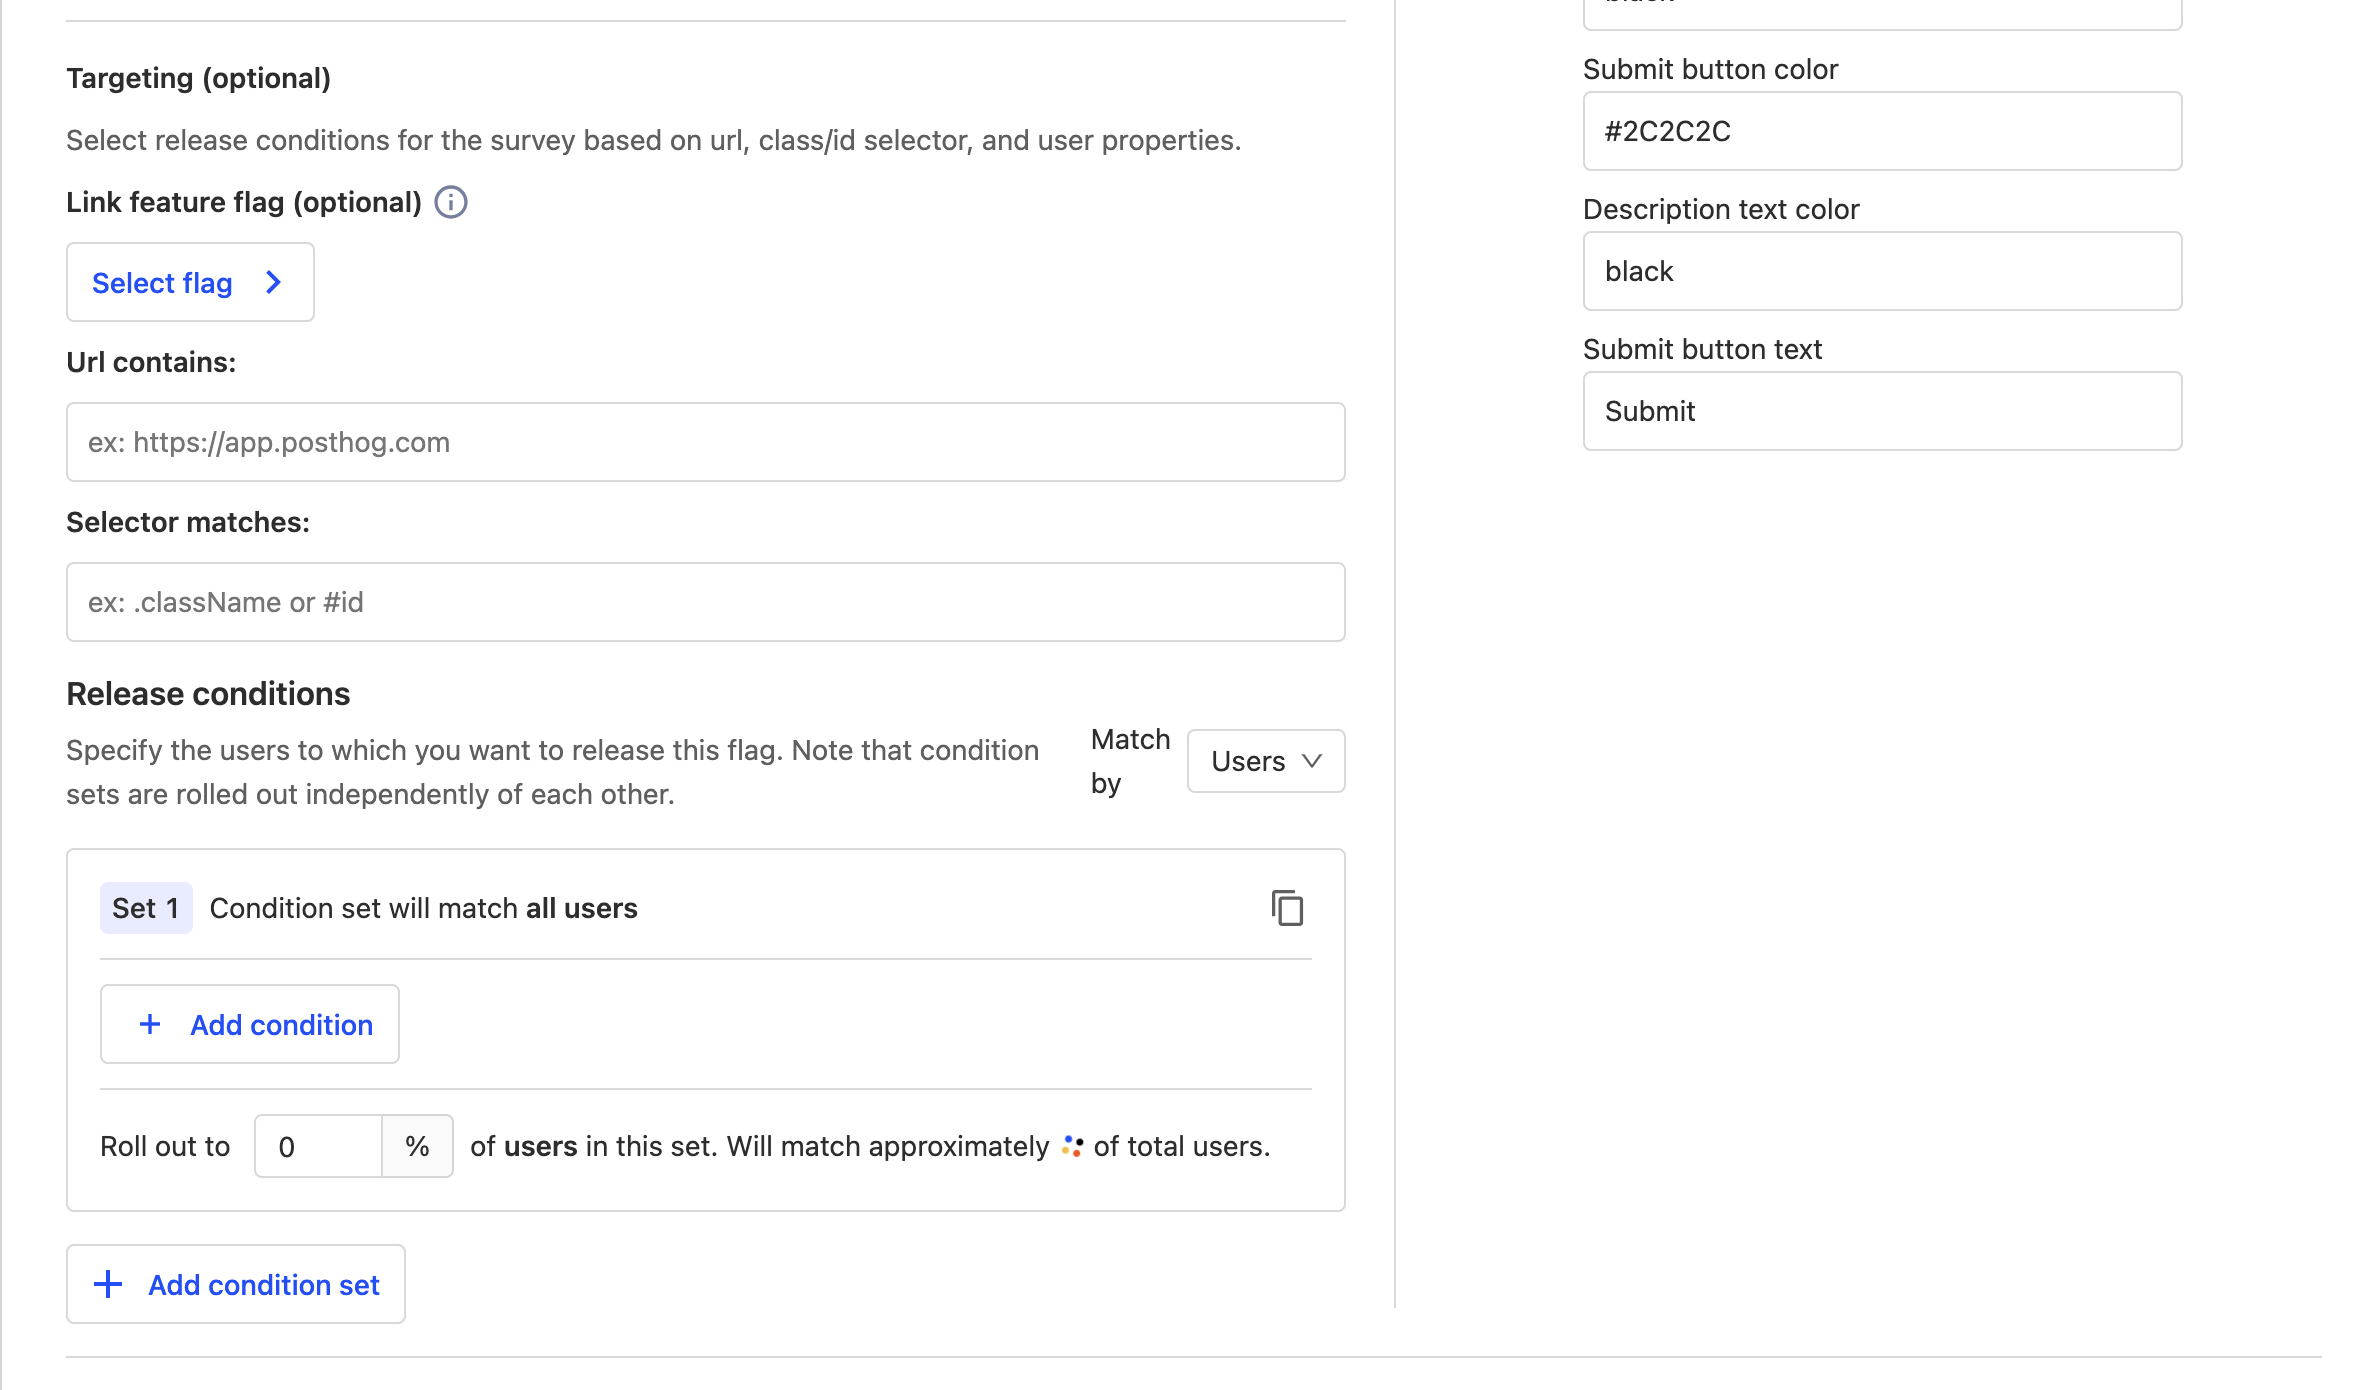 Targeting (optional)
Select release conditions for the survey based on url, class/id selector, and user properties.
Link feature flag (optional)
Select flag
Url contains:
ex: https://app.posthog.com
Selector matches:
ex: .className or #id
Release conditions
Specify the users to which you want to release this flag. Note that condition
sets are rolled out independently of each other.
Match
by
Users
Set 1 Condition set will match all users
Add condition
Roll out to 0 % of users in this set. Will match approximately of total users.
Add condition set
Submit button color
#2C2C2C
Description text color
black
Submit button text
Submit